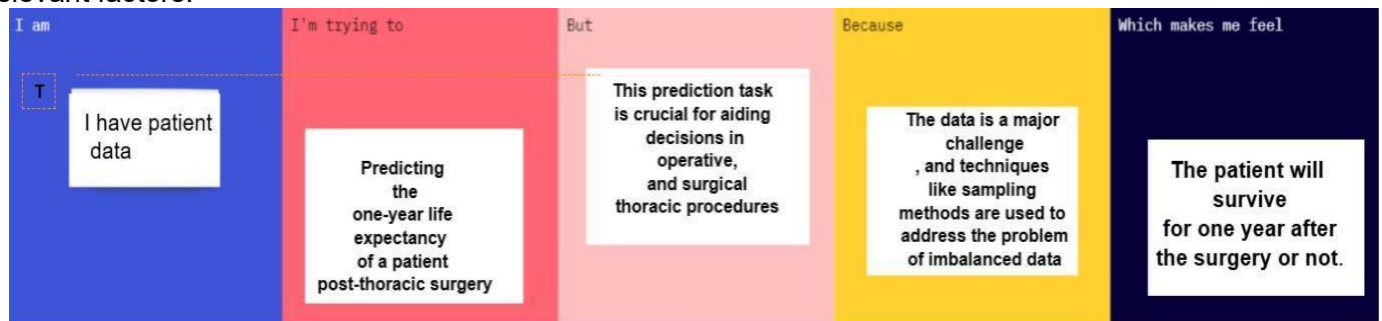 elevant factors.
I am
I'm trying to
But
Because
Which makes me feel
T
I have patient
data
Predicting
the
one-year life
expectancy
of a patient
post-thoracic surgery
This prediction task
is crucial for aiding
decisions in
operative,
and surgical
thoracic procedures
The data is a major
challenge
, and techniques
like sampling
methods are used to
address the problem
of imbalanced data
The patient will
survive
for one year after
the surgery or not.